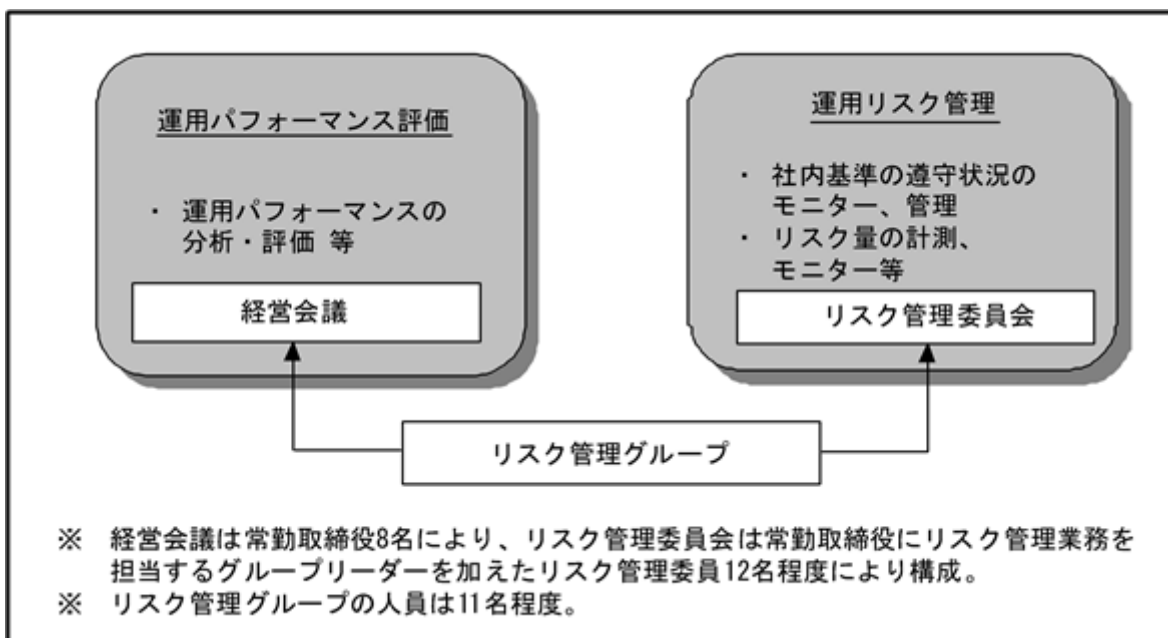 運用パフォーマンス評価
・ 運用パフォーマンスの
分析・評価 等
経営会議
運用リスク管理
・ 社内基準の遵守状況の
モニター、管理
・ リスク量の計測、
モニター等
リスク管理委員会
リスク管理グループ
※ 経営会議は常勤取締役8名により、リスク管理委員会は常勤取締役にリスク管理業務を
担当するグループリーダーを加えたリスク管理委員12名程度により構成。
※ リスク管理グループの人員は11名程度。